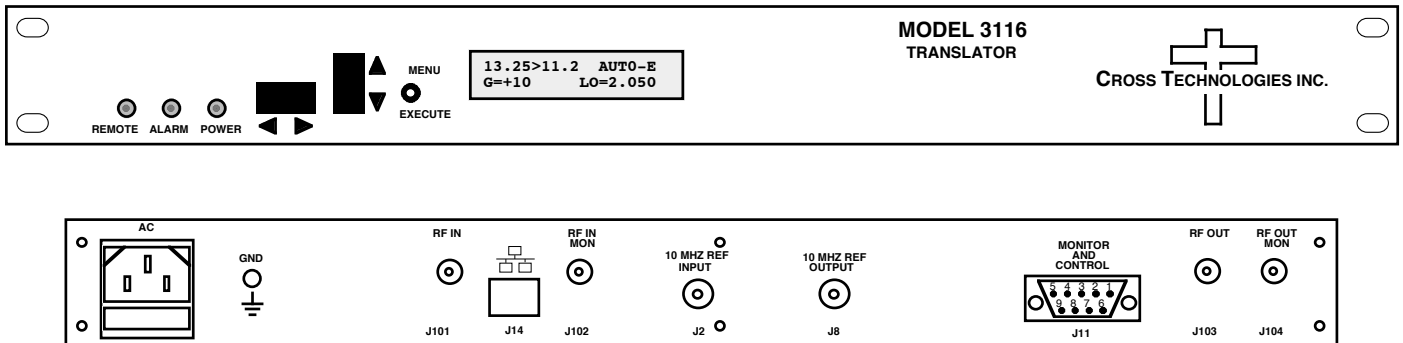 MODEL 3116
TRANSLATOR
CROSS TECHNOLOGIES INC.
MENU
13.25>11.2 AUTO-E
G=+10 LO=2.050
EXECUTE
REMOTE ALARM POWER
AC
GND
RF IN
RF IN
MON
10 MHZ REF
INPUT
10 MHZ REF
OUTPUT
MONITOR
AND
CONTROL
5 4 3 2 1
9 8 7 6
RF OUT
RF OUT
MON
J101
J14
J102
J2
J8
J11
J103
J104